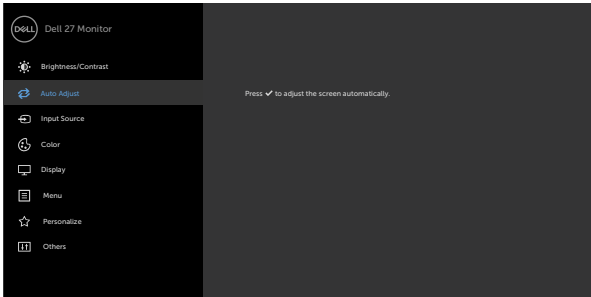 DELL
Dell 27 Monitor
Brightness/Contrast
Auto Adjust
Press ✔ to adjust the screen automatically.
Input Source
Color
Display
Menu
Personalize
Others